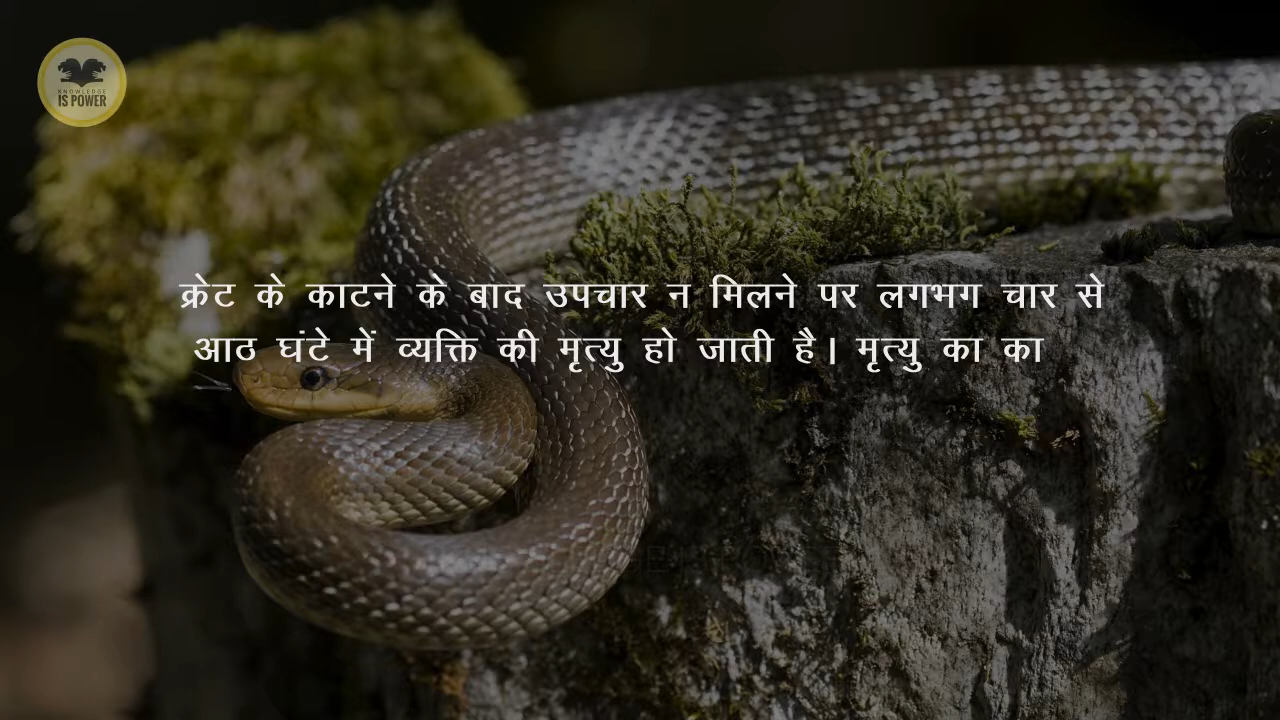 KNOWLEDGE
IS POWER
क्रेट के काटने के बाद उपचार न मिलने पर लगभग चार से
आठ घंटे में व्यक्ति की मृत्यु हो जाती है। मृत्यु का का